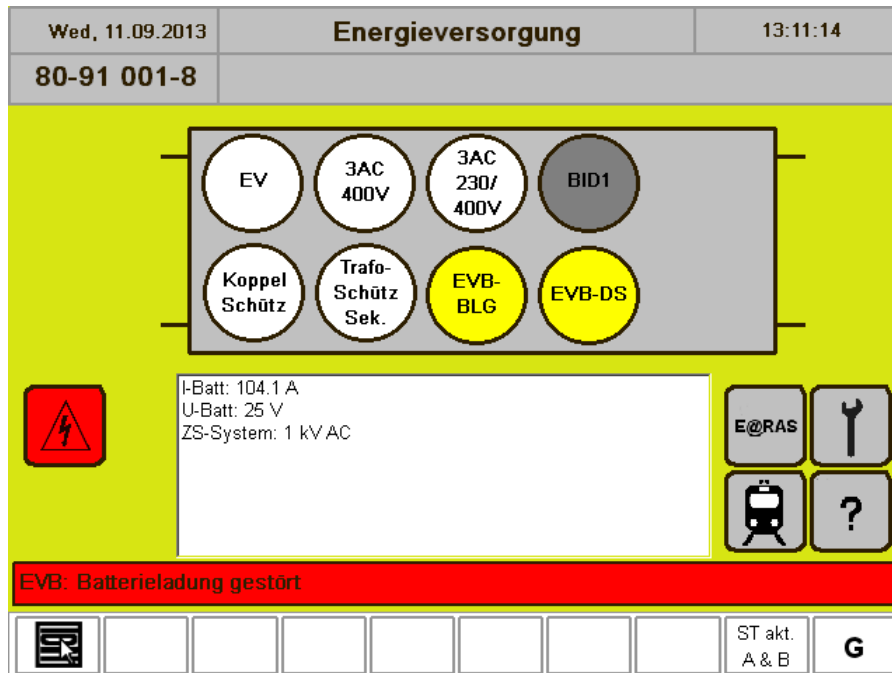 Wed, 11.09.2013
Energieversorgung
13:11:14
80-91 001-8
EV
3AC
400V
3AC
230/
400V
BID1
Koppel
Schütz
Trafo-
Schütz
Sek.
EVB-
BLG
EVB-DS
I-Batt: 104.1 A
U-Batt: 25 V
ZS-System: 1 kV AC
E@RAS
?
EVB: Batterieladung gestört
ST akt.
A & B
G